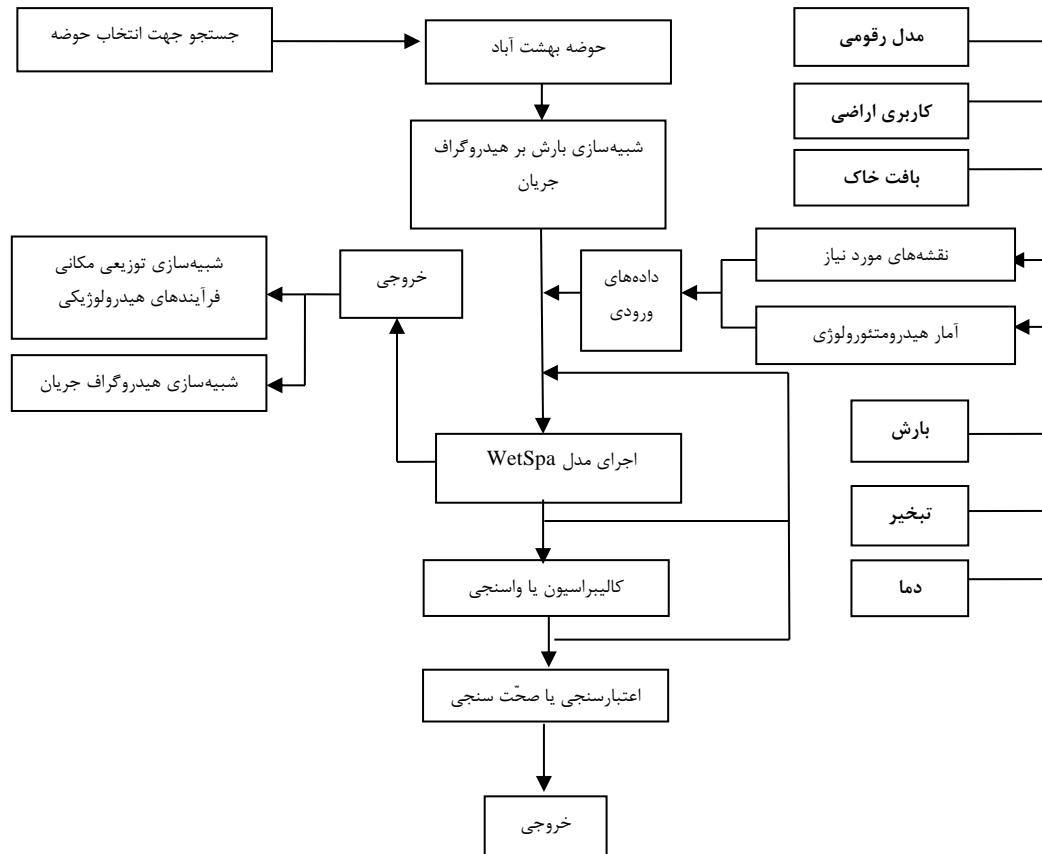 جستجو جهت انتخاب حوضه
حوضه بهشت آباد
مدل رقومی
کاربری اراضی
شبیه‌سازی بارش بر هیدروگراف
جریان
بافت خاک
نقشه‌های مورد نیاز
داده‌های
ورودی
خروجی
شبیه‌سازی توزیعی مکانی
فرآیندهای هیدرولوژیکی
آمار هیدرومتئورولوژی
شبیه‌سازی هیدروگراف جریان
بارش
اجرای مدل WetSpa
تبخیر
کالیبراسیون یا واسنجی
دما
اعتبارسنجی یا صحّت سنجی
خروجی